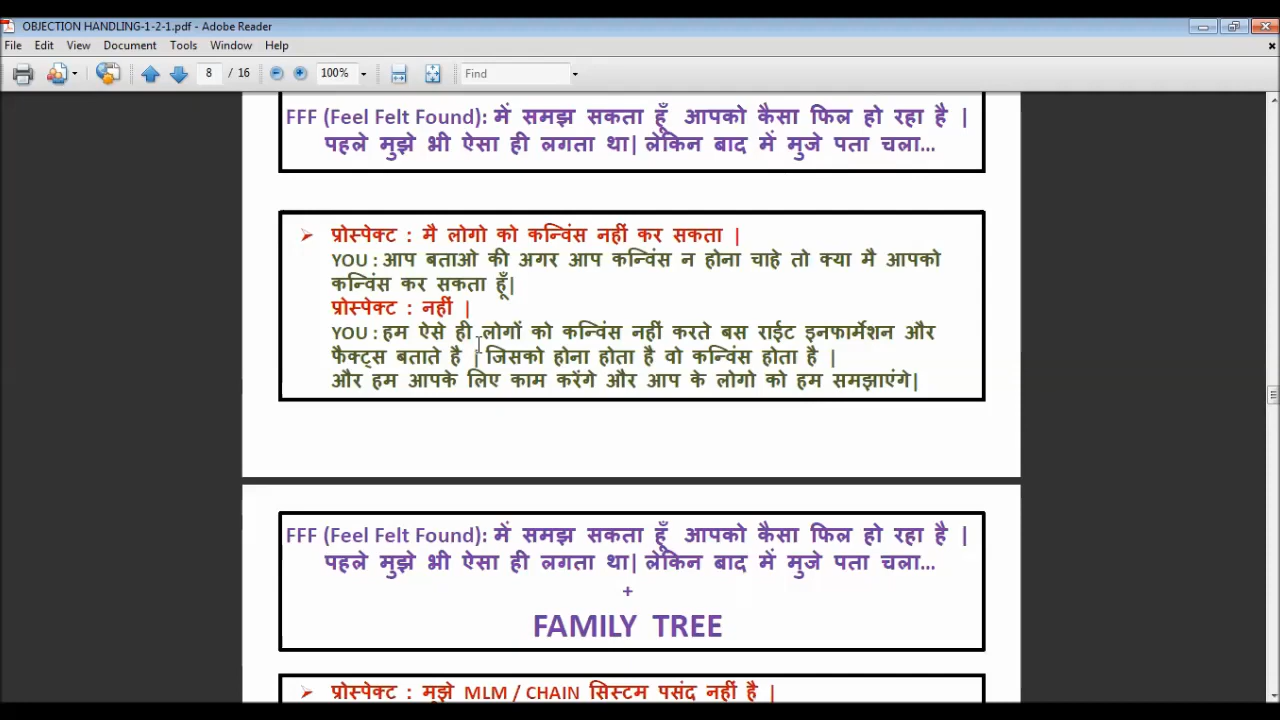 OBJECTION HANDLING-1-2-1.pdf - Adobe Reader
File Edit View Document Tools Window Help
8 / 16 100% Find
FFF (Feel Felt Found): में समझ सकता हूँ आपको कैसा फिल हो रहा है |
पहले मुझे भी ऐसा ही लगता था| लेकिन बाद में मुजे पता चला...
प्रोस्पेक्ट : मै लोगो को कन्विंस नहीं कर सकता |
YOU : आप बताओ की अगर आप कन्विंस न होना चाहे तो क्या मै आपको
कन्विंस कर सकता हूँ|
प्रोस्पेक्ट : नहीं |
YOU : हम ऐसे ही लोगों को कन्विंस नहीं करते बस राईट इनफार्मेशन और
फैक्ट्स बताते है | जिसको होना होता है वो कन्विंस होता है |
और हम आपके लिए काम करेंगे और आप के लोगो को हम समझाएंगे|
FFF (Feel Felt Found): में समझ सकता हूँ आपको कैसा फिल हो रहा है |
पहले मुझे भी ऐसा ही लगता था| लेकिन बाद में मुजे पता चला...
+
FAMILY TREE
प्रोस्पेक्ट : मुझे MLM / CHAIN सिस्टम पसंद नहीं है |